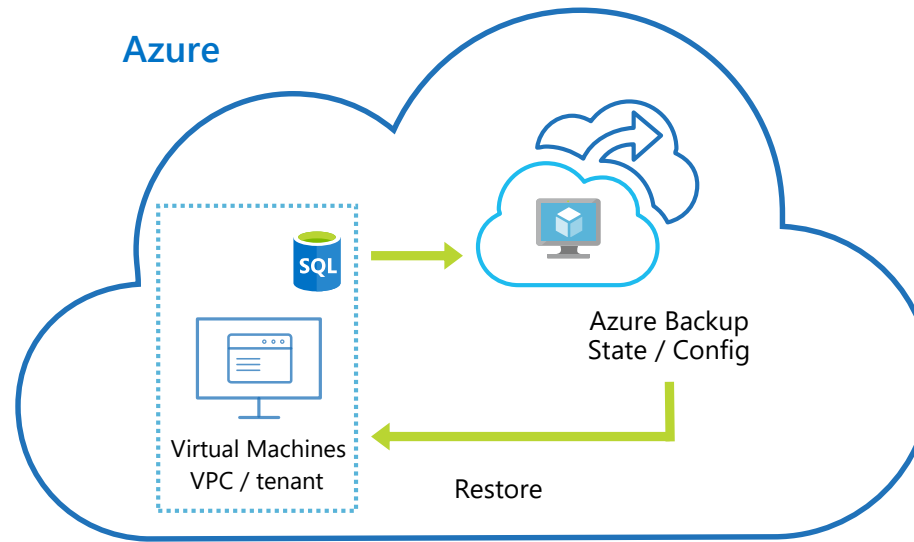 Azure
SQL
Azure Backup
State / Config
Virtual Machines
VPC / tenant
Restore